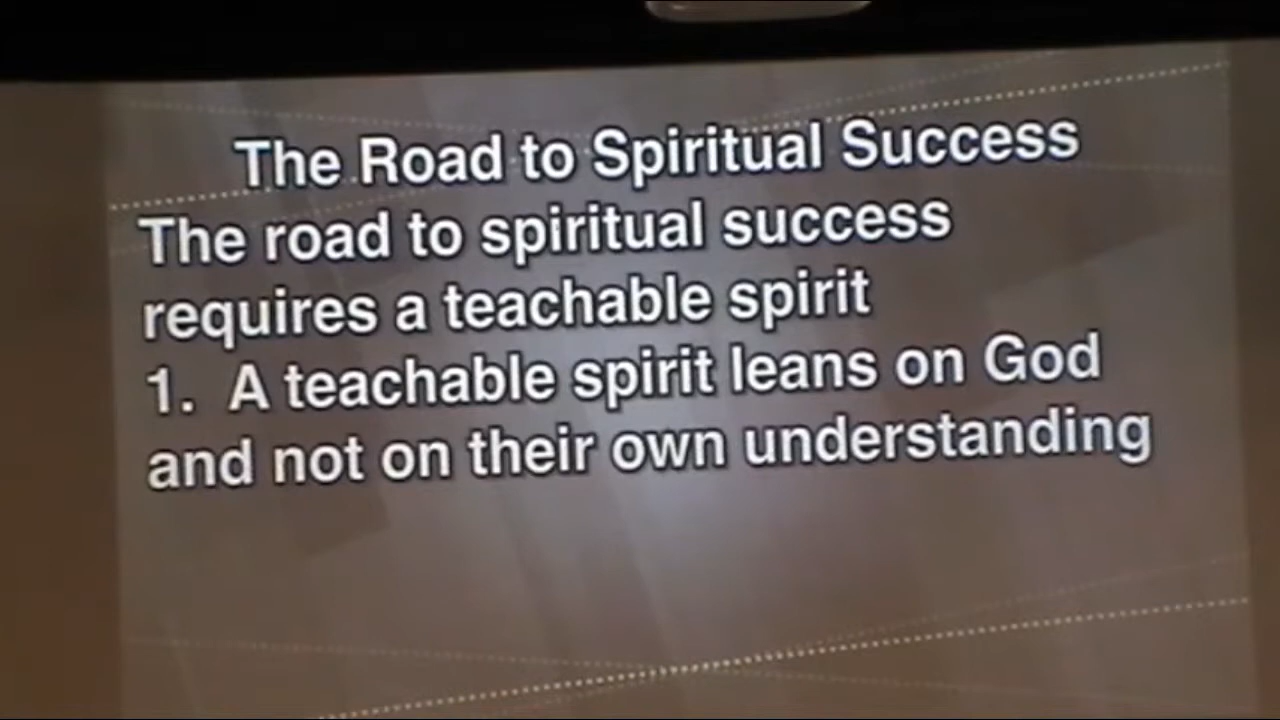 The Road to Spiritual Success
The road to spiritual success
requires a teachable spirit
1. A teachable spirit leans on God
and not on their own understanding